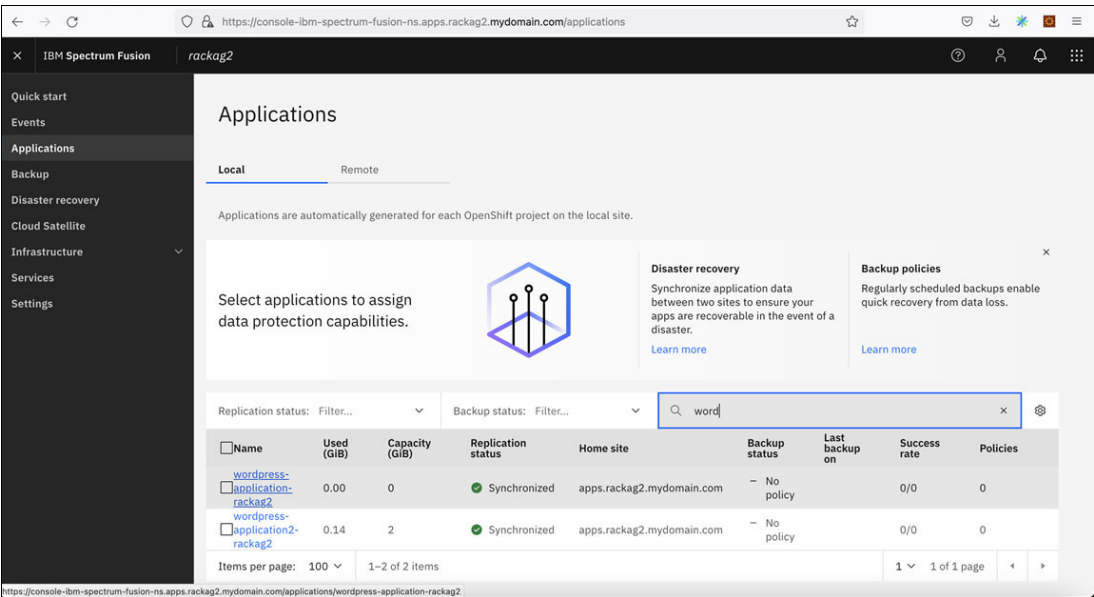 https://console-ibm-spectrum-fusion-ns.apps.rackag2.mydomain.com/applications
IBM Spectrum Fusion
rackag2
Quick start
Events
Applications
Backup
Disaster recovery
Cloud Satellite
Infrastructure
Services
Settings
Applications
Local Remote
Applications are automatically generated for each OpenShift project on the local site.
Select applications to assign
data protection capabilities.
Disaster recovery
Synchronize application data
between two sites to ensure your
apps are recoverable in the event of a
disaster.
Learn more
Backup policies
Regularly scheduled backups enable
quick recovery from data loss.
Learn more
Replication status: Filter... Backup status: Filter... word
Name Used (GiB) Capacity (GiB) Replication status Home site Backup status Last backup on Success rate Policies
wordpress-application-rackag2 0.00 0 Synchronized apps.rackag2.mydomain.com – No policy 0/0 0
wordpress-application2-rackag2 0.14 2 Synchronized apps.rackag2.mydomain.com – No policy 0/0 0
Items per page: 100 1–2 of 2 items 1 1 of 1 page
https://console-ibm-spectrum-fusion-ns.apps.rackag2.mydomain.com/applications/wordpress-application-rackag2